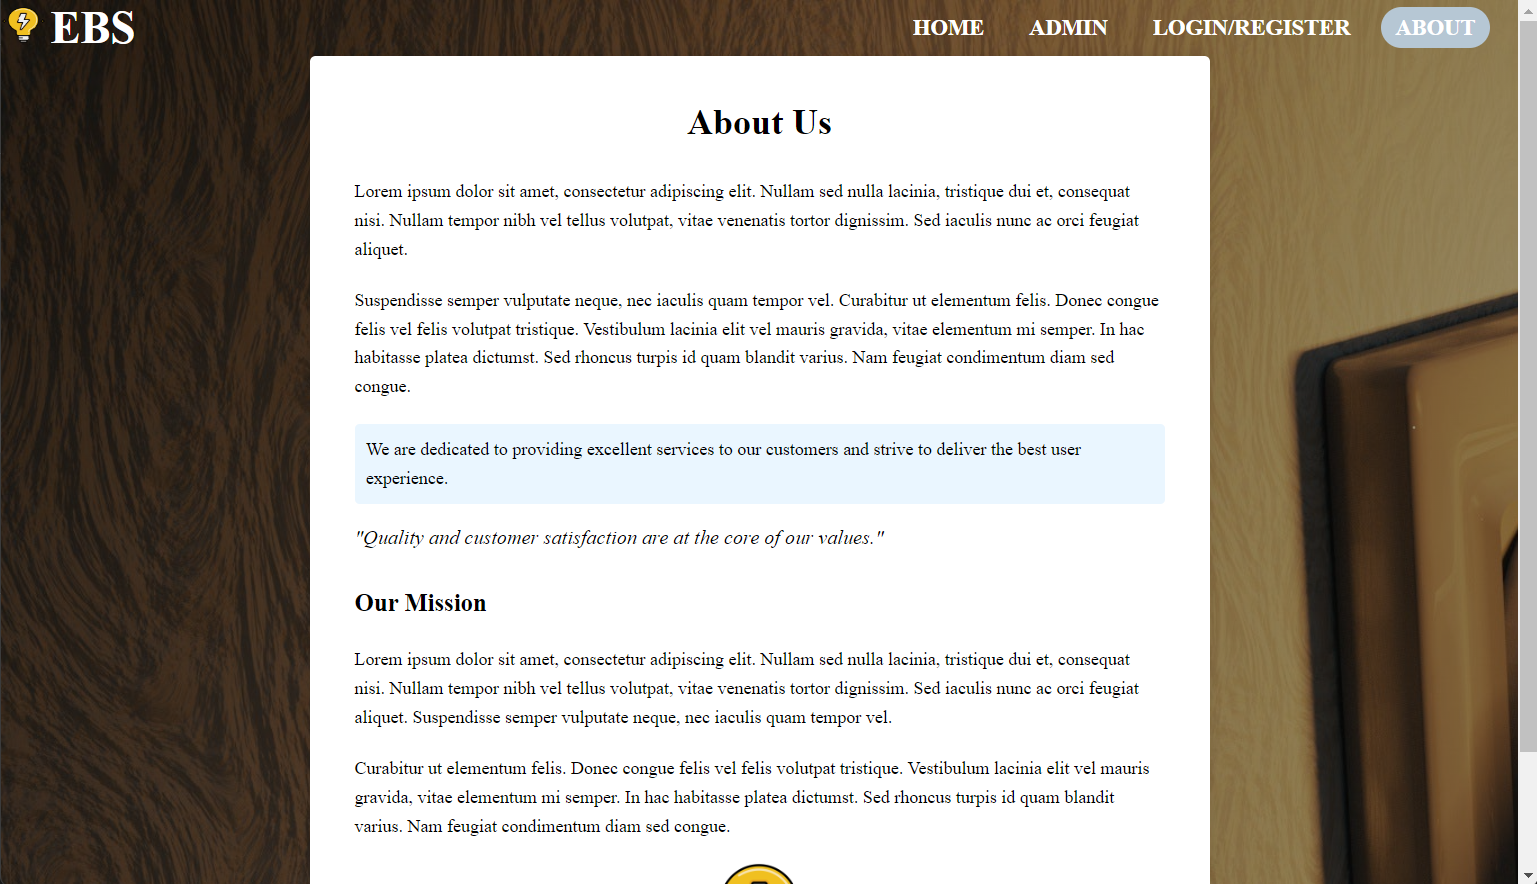 EBS
HOME ADMIN LOGIN/REGISTER ABOUT
About Us
Lorem ipsum dolor sit amet, consectetur adipiscing elit. Nullam sed nulla lacinia, tristique dui et, consequat
nisi. Nullam tempor nibh vel tellus volutpat, vitae venenatis tortor dignissim. Sed iaculis nunc ac orci feugiat
aliquet.
Suspendisse semper vulputate neque, nec iaculis quam tempor vel. Curabitur ut elementum felis. Donec congue
felis vel felis volutpat tristique. Vestibulum lacinia elit vel mauris gravida, vitae elementum mi semper. In hac
habitasse platea dictumst. Sed rhoncus turpis id quam blandit varius. Nam feugiat condimentum diam sed
congue.
We are dedicated to providing excellent services to our customers and strive to deliver the best user
experience.
"Quality and customer satisfaction are at the core of our values."
Our Mission
Lorem ipsum dolor sit amet, consectetur adipiscing elit. Nullam sed nulla lacinia, tristique dui et, consequat
nisi. Nullam tempor nibh vel tellus volutpat, vitae venenatis tortor dignissim. Sed iaculis nunc ac orci feugiat
aliquet. Suspendisse semper vulputate neque, nec iaculis quam tempor vel.
Curabitur ut elementum felis. Donec congue felis vel felis volutpat tristique. Vestibulum lacinia elit vel mauris
gravida, vitae elementum mi semper. In hac habitasse platea dictumst. Sed rhoncus turpis id quam blandit
varius. Nam feugiat condimentum diam sed congue.